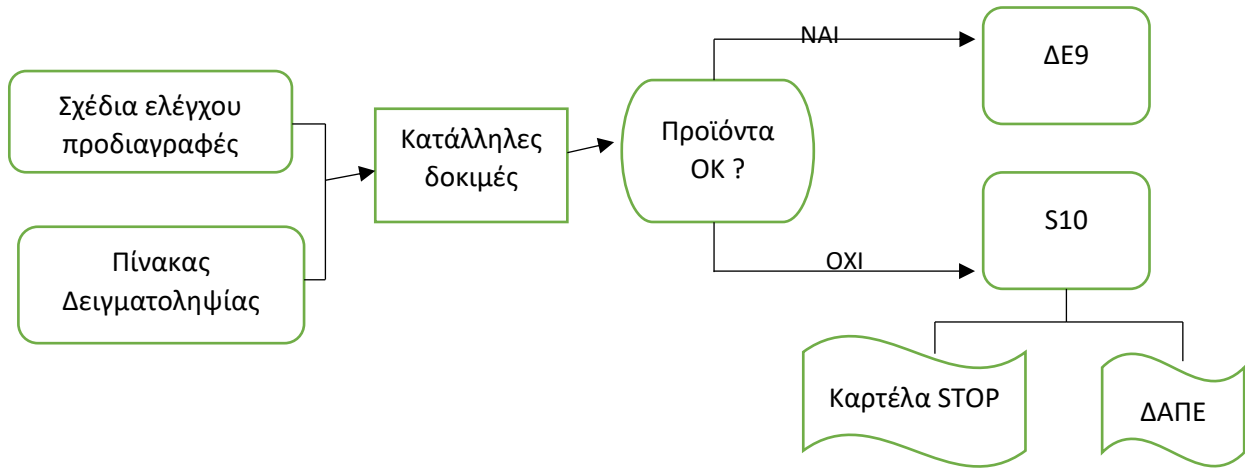 Σχέδια ελέγχου
προδιαγραφές
Πίνακας
Δειγματοληψίας
Κατάλληλες
δοκιμές
Προϊόντα
ΟΚ ?
ΝΑΙ
ΔΕ9
ΟΧΙ
S10
Καρτέλα STOP
ΔΑΠΕ